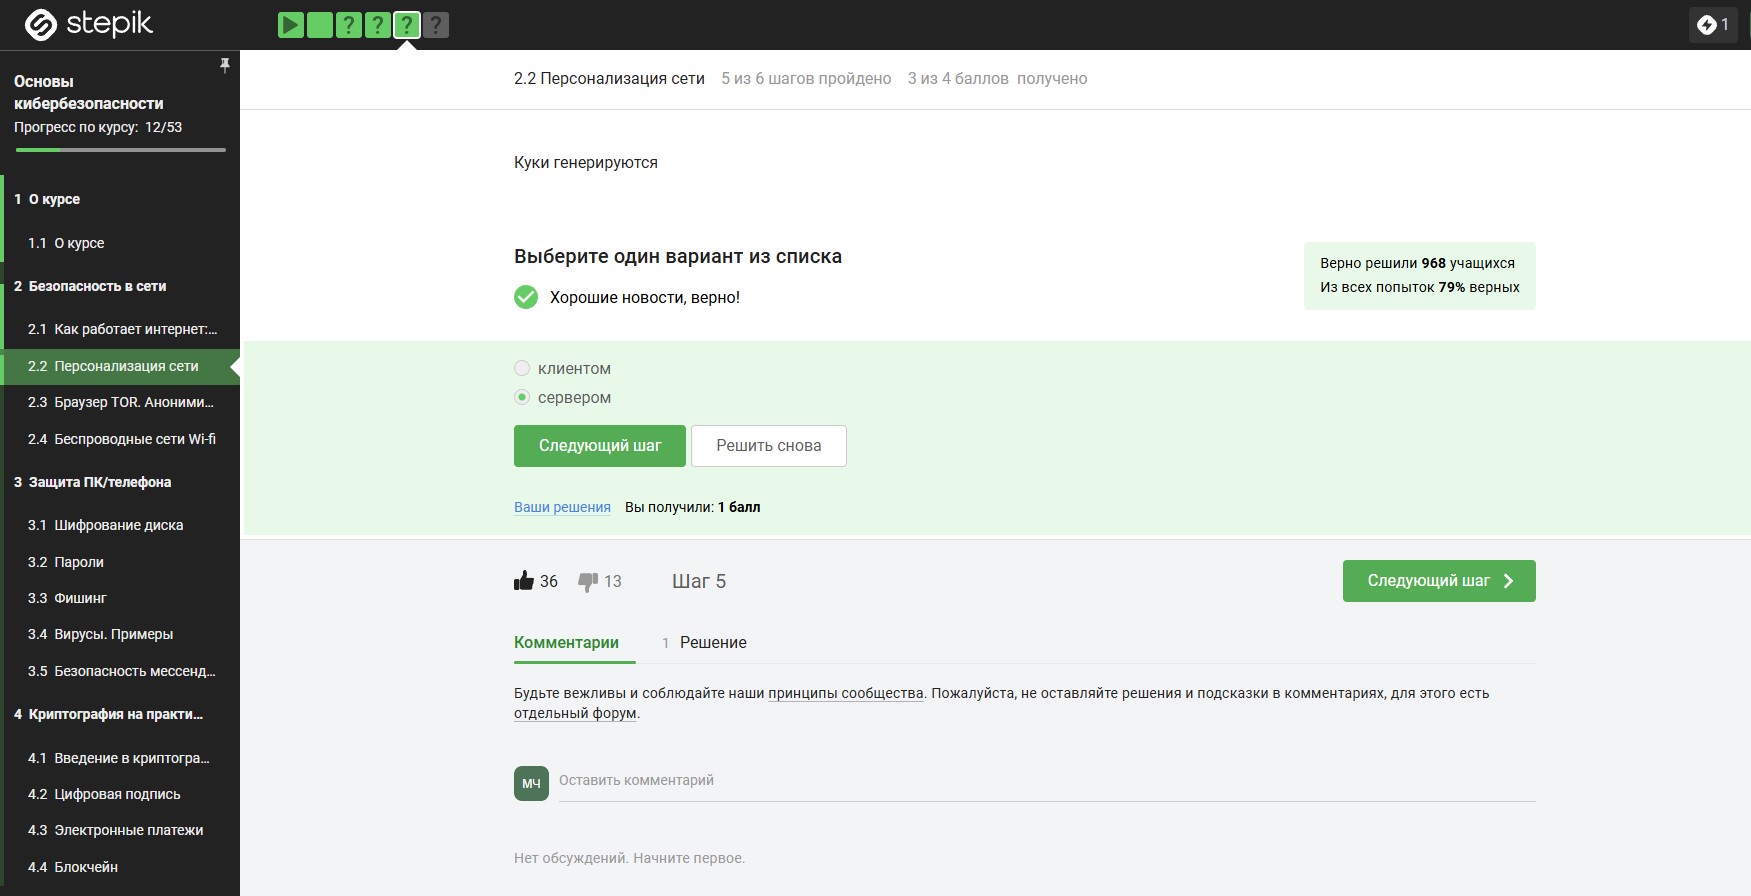 stepik
?
?
?
?
1
Основы
кибербезопасности
Прогресс по курсу: 12/53
1 О курсе
1.1 О курсе
2 Безопасность в сети
2.1 Как работает интернет:...
2.2 Персонализация сети
2.3 Браузер TOR. Аноними...
2.4 Беспроводные сети Wi-fi
3 Защита ПК/телефона
3.1 Шифрование диска
3.2 Пароли
3.3 Фишинг
3.4 Вирусы. Примеры
3.5 Безопасность мессенд...
4 Криптография на практи...
4.1 Введение в криптогра...
4.2 Цифровая подпись
4.3 Электронные платежи
4.4 Блокчейн
2.2 Персонализация сети 5 из 6 шагов пройдено 3 из 4 баллов получено
Куки генерируются
Выберите один вариант из списка
Хорошие новости, верно!
Верно решили 968 учащихся
Из всех попыток 79% верных
клиентом
сервером
Следующий шаг Решить снова
Ваши решения Вы получили: 1 балл
36 13 Шаг 5 Следующий шаг
Комментарии 1 Решение
Будьте вежливы и соблюдайте наши принципы сообщества. Пожалуйста, не оставляйте решения и подсказки в комментариях, для этого есть
отдельный форум.
МЧ Оставить комментарий
Нет обсуждений. Начните первое.